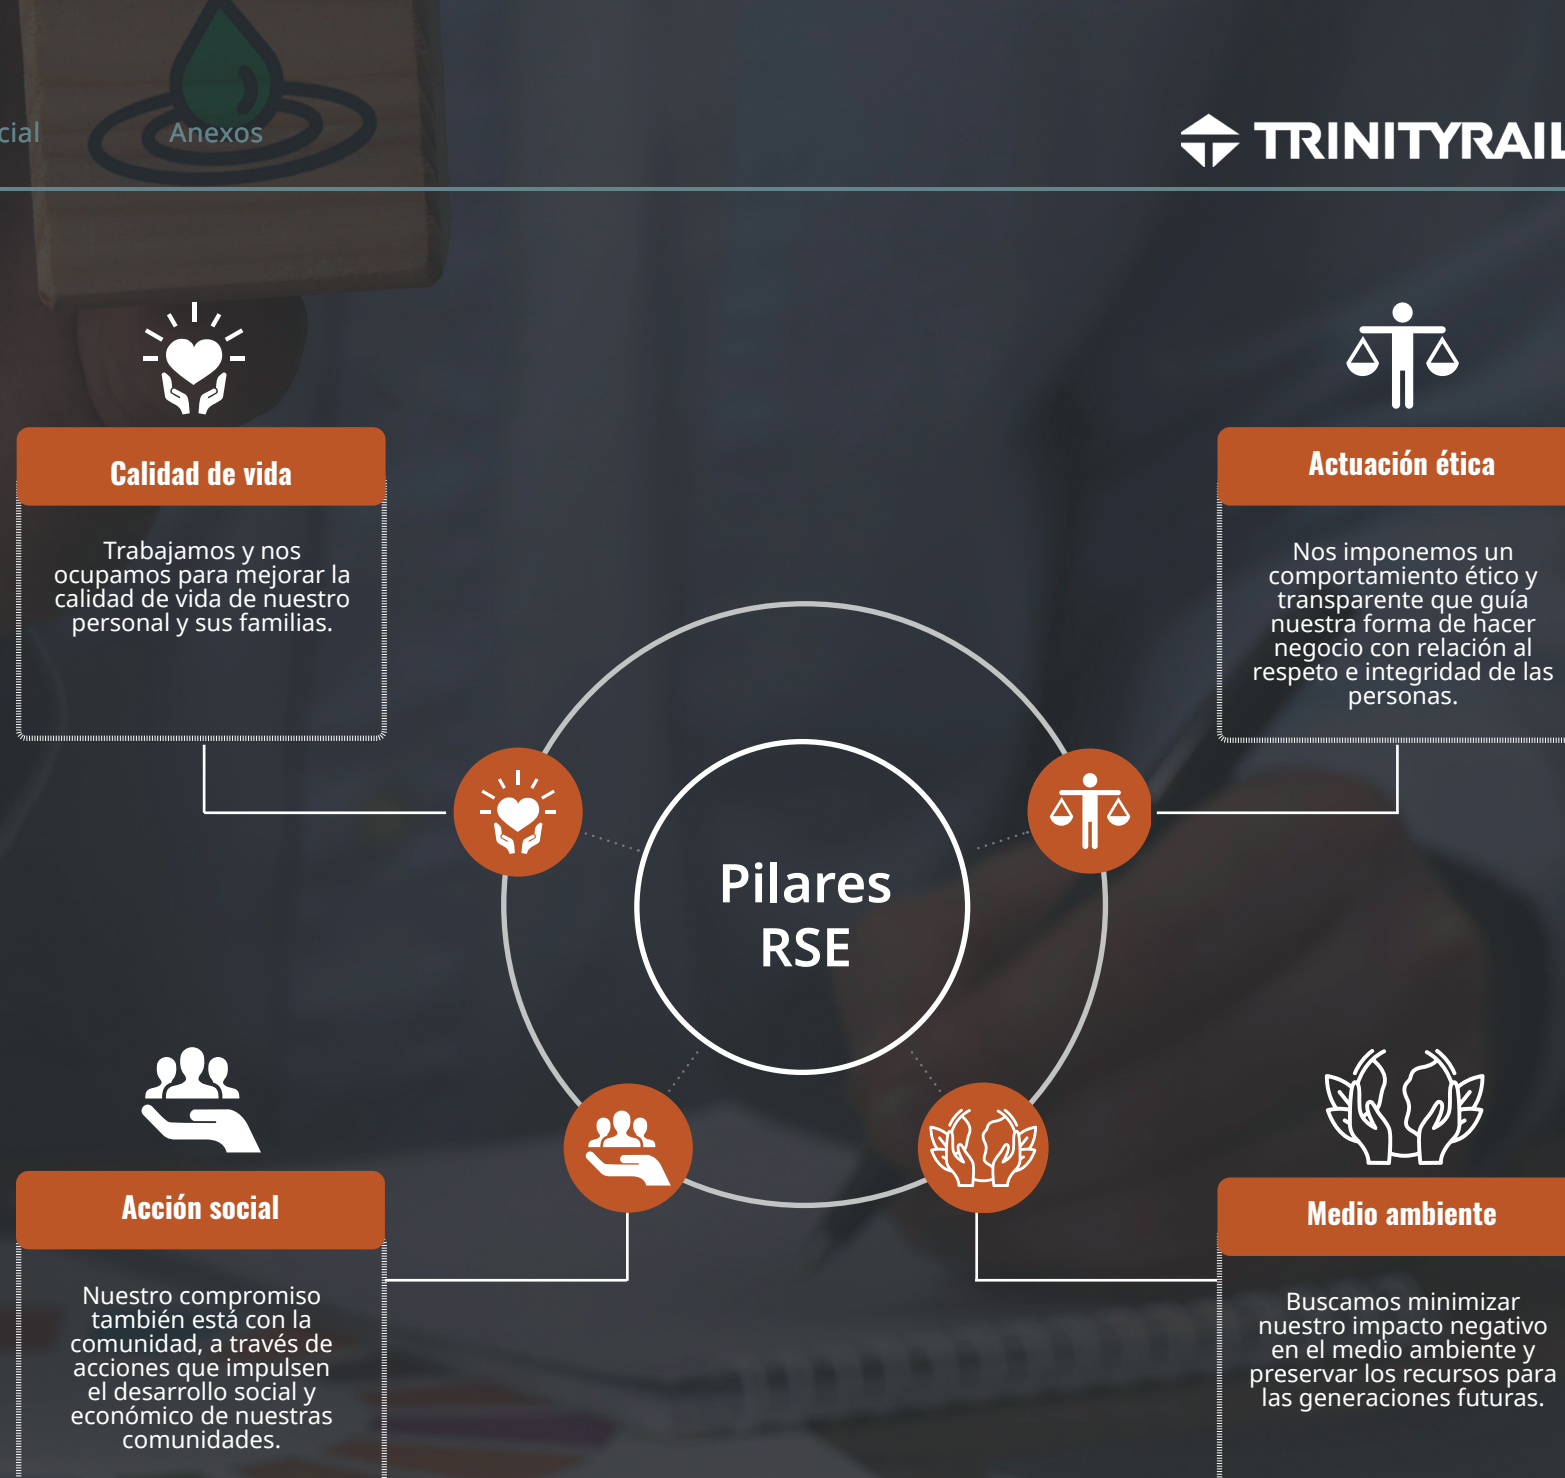 Anexos
TRINITYRAIL
Calidad de vida
Trabajamos y nos
ocupamos para mejorar la
calidad de vida de nuestro
personal y sus familias.
Actuación ética
Nos imponemos un
comportamiento ético y
transparente que guía
nuestra forma de hacer
negocio con relación al
respeto e integridad de las
personas.
Pilares
RSE
Acción social
Nuestro compromiso
también está con la
comunidad, a través de
acciones que impulsen
el desarrollo social y
económico de nuestras
comunidades.
Medio ambiente
Buscamos minimizar
nuestro impacto negativo
en el medio ambiente y
preservar los recursos para
las generaciones futuras.